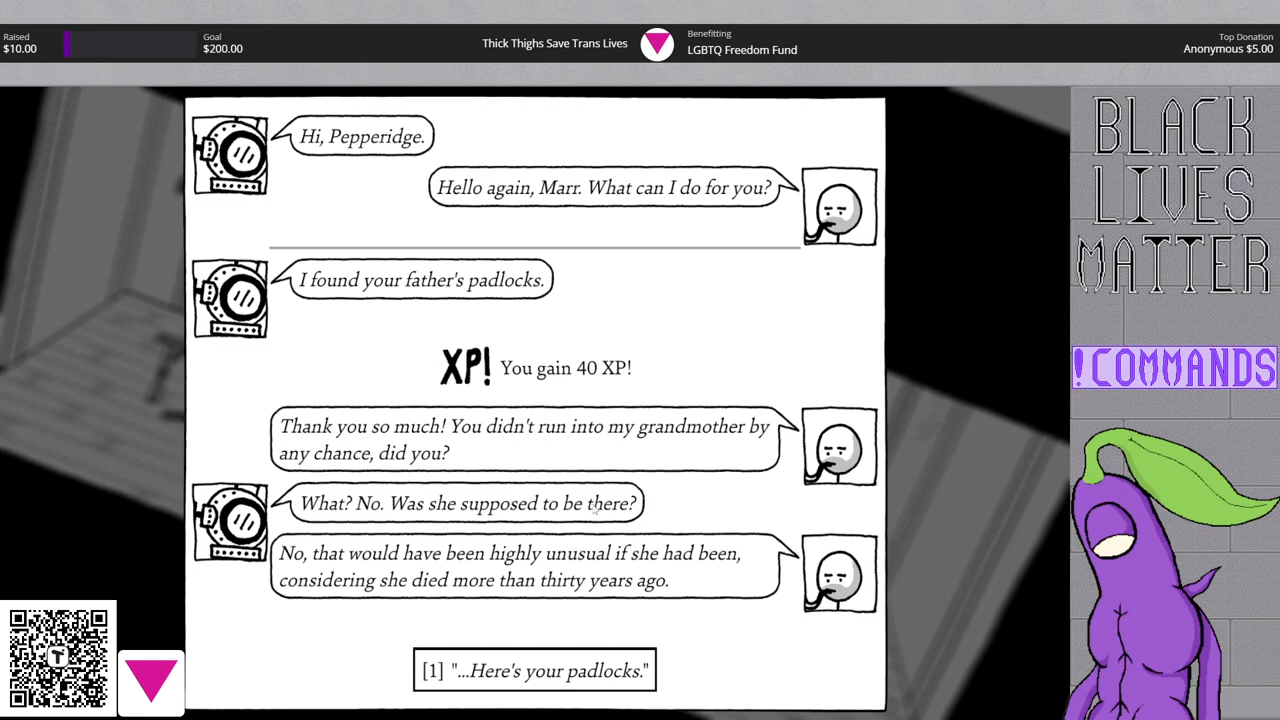 Raised
$10.00
Goal
$200.00
Thick Thighs Save Trans Lives
Benefitting
LGBTQ Freedom Fund
Top Donation
Anonymous $5.00
Hi, Pepperidge.
Hello again, Marr. What can I do for you?
I found your father's padlocks.
XP! You gain 40 XP!
Thank you so much! You didn't run into my grandmother by
any chance, did you?
What? No. Was she supposed to be there?
No, that would have been highly unusual if she had been,
considering she died more than thirty years ago.
[1] "...Here's your padlocks."
BLACK
LIVES
MATTER
!COMMANDS
T